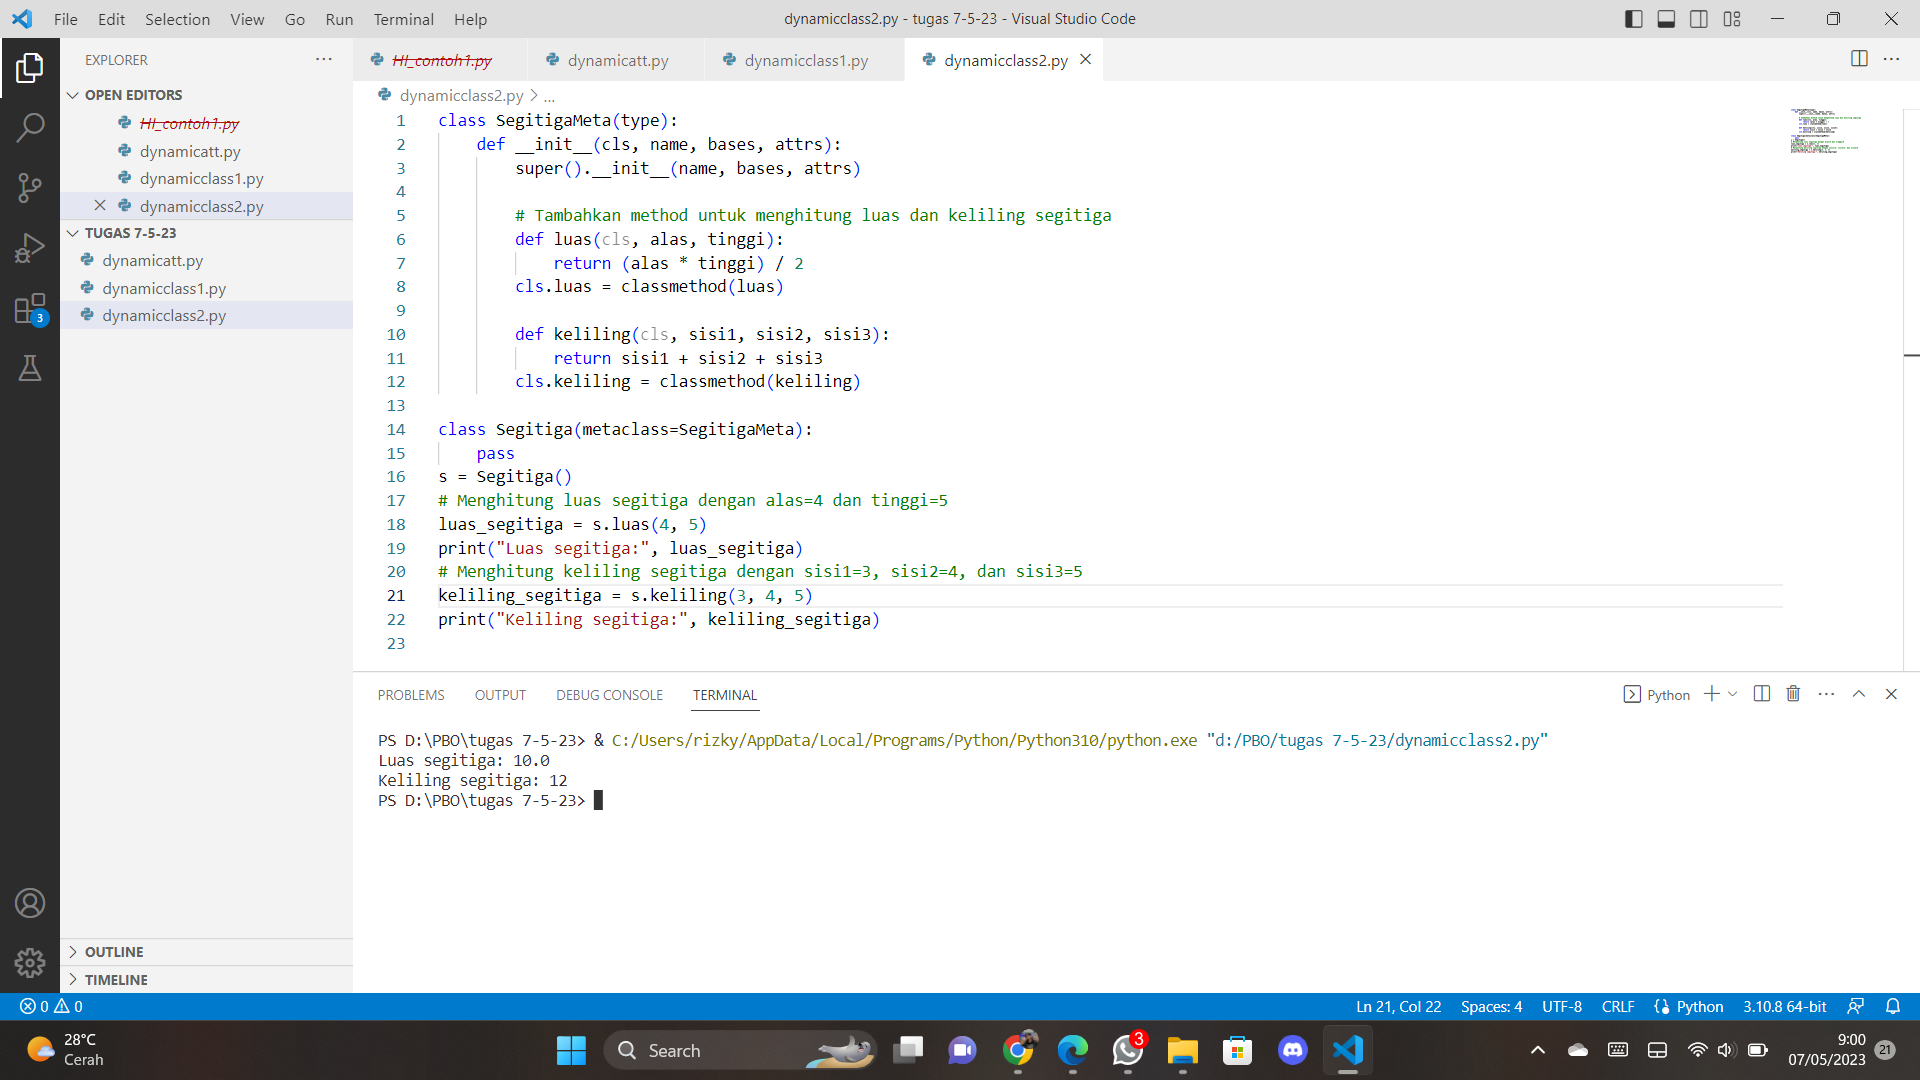 File Edit Selection View Go Run Terminal Help
dynamicclass2.py - tugas 7-5-23 - Visual Studio Code
EXPLORER
OPEN EDITORS
HI_contoh1.py
dynamicatt.py
dynamicclass1.py
dynamicclass2.py
TUGAS 7-5-23
dynamicatt.py
dynamicclass1.py
dynamicclass2.py
3
OUTLINE
TIMELINE
HI_contoh1.py dynamicatt.py dynamicclass1.py dynamicclass2.py
dynamicclass2.py > ...
1 class SegitigaMeta(type):
2     def __init__(cls, name, bases, attrs):
3         super().__init__(name, bases, attrs)
4
5         # Tambahkan method untuk menghitung luas dan keliling segitiga
6         def luas(cls, alas, tinggi):
7             return (alas * tinggi) / 2
8         cls.luas = classmethod(luas)
9
10         def keliling(cls, sisi1, sisi2, sisi3):
11             return sisi1 + sisi2 + sisi3
12         cls.keliling = classmethod(keliling)
13
14 class Segitiga(metaclass=SegitigaMeta):
15     pass
16 s = Segitiga()
17 # Menghitung luas segitiga dengan alas=4 dan tinggi=5
18 luas_segitiga = s.luas(4, 5)
19 print("Luas segitiga:", luas_segitiga)
20 # Menghitung keliling segitiga dengan sisi1=3, sisi2=4, dan sisi3=5
21 keliling_segitiga = s.keliling(3, 4, 5)
22 print("Keliling segitiga:", keliling_segitiga)
23
PROBLEMS OUTPUT DEBUG CONSOLE TERMINAL
Python
PS D:\PBO\tugas 7-5-23> & C:/Users/rizky/AppData/Local/Programs/Python/Python310/python.exe "d:/PBO/tugas 7-5-23/dynamicclass2.py"
Luas segitiga: 10.0
Keliling segitiga: 12
PS D:\PBO\tugas 7-5-23>
0 0
Ln 21, Col 22 Spaces: 4 UTF-8 CRLF Python 3.10.8 64-bit
28°C
Cerah
Search
3
9:00
07/05/2023
21